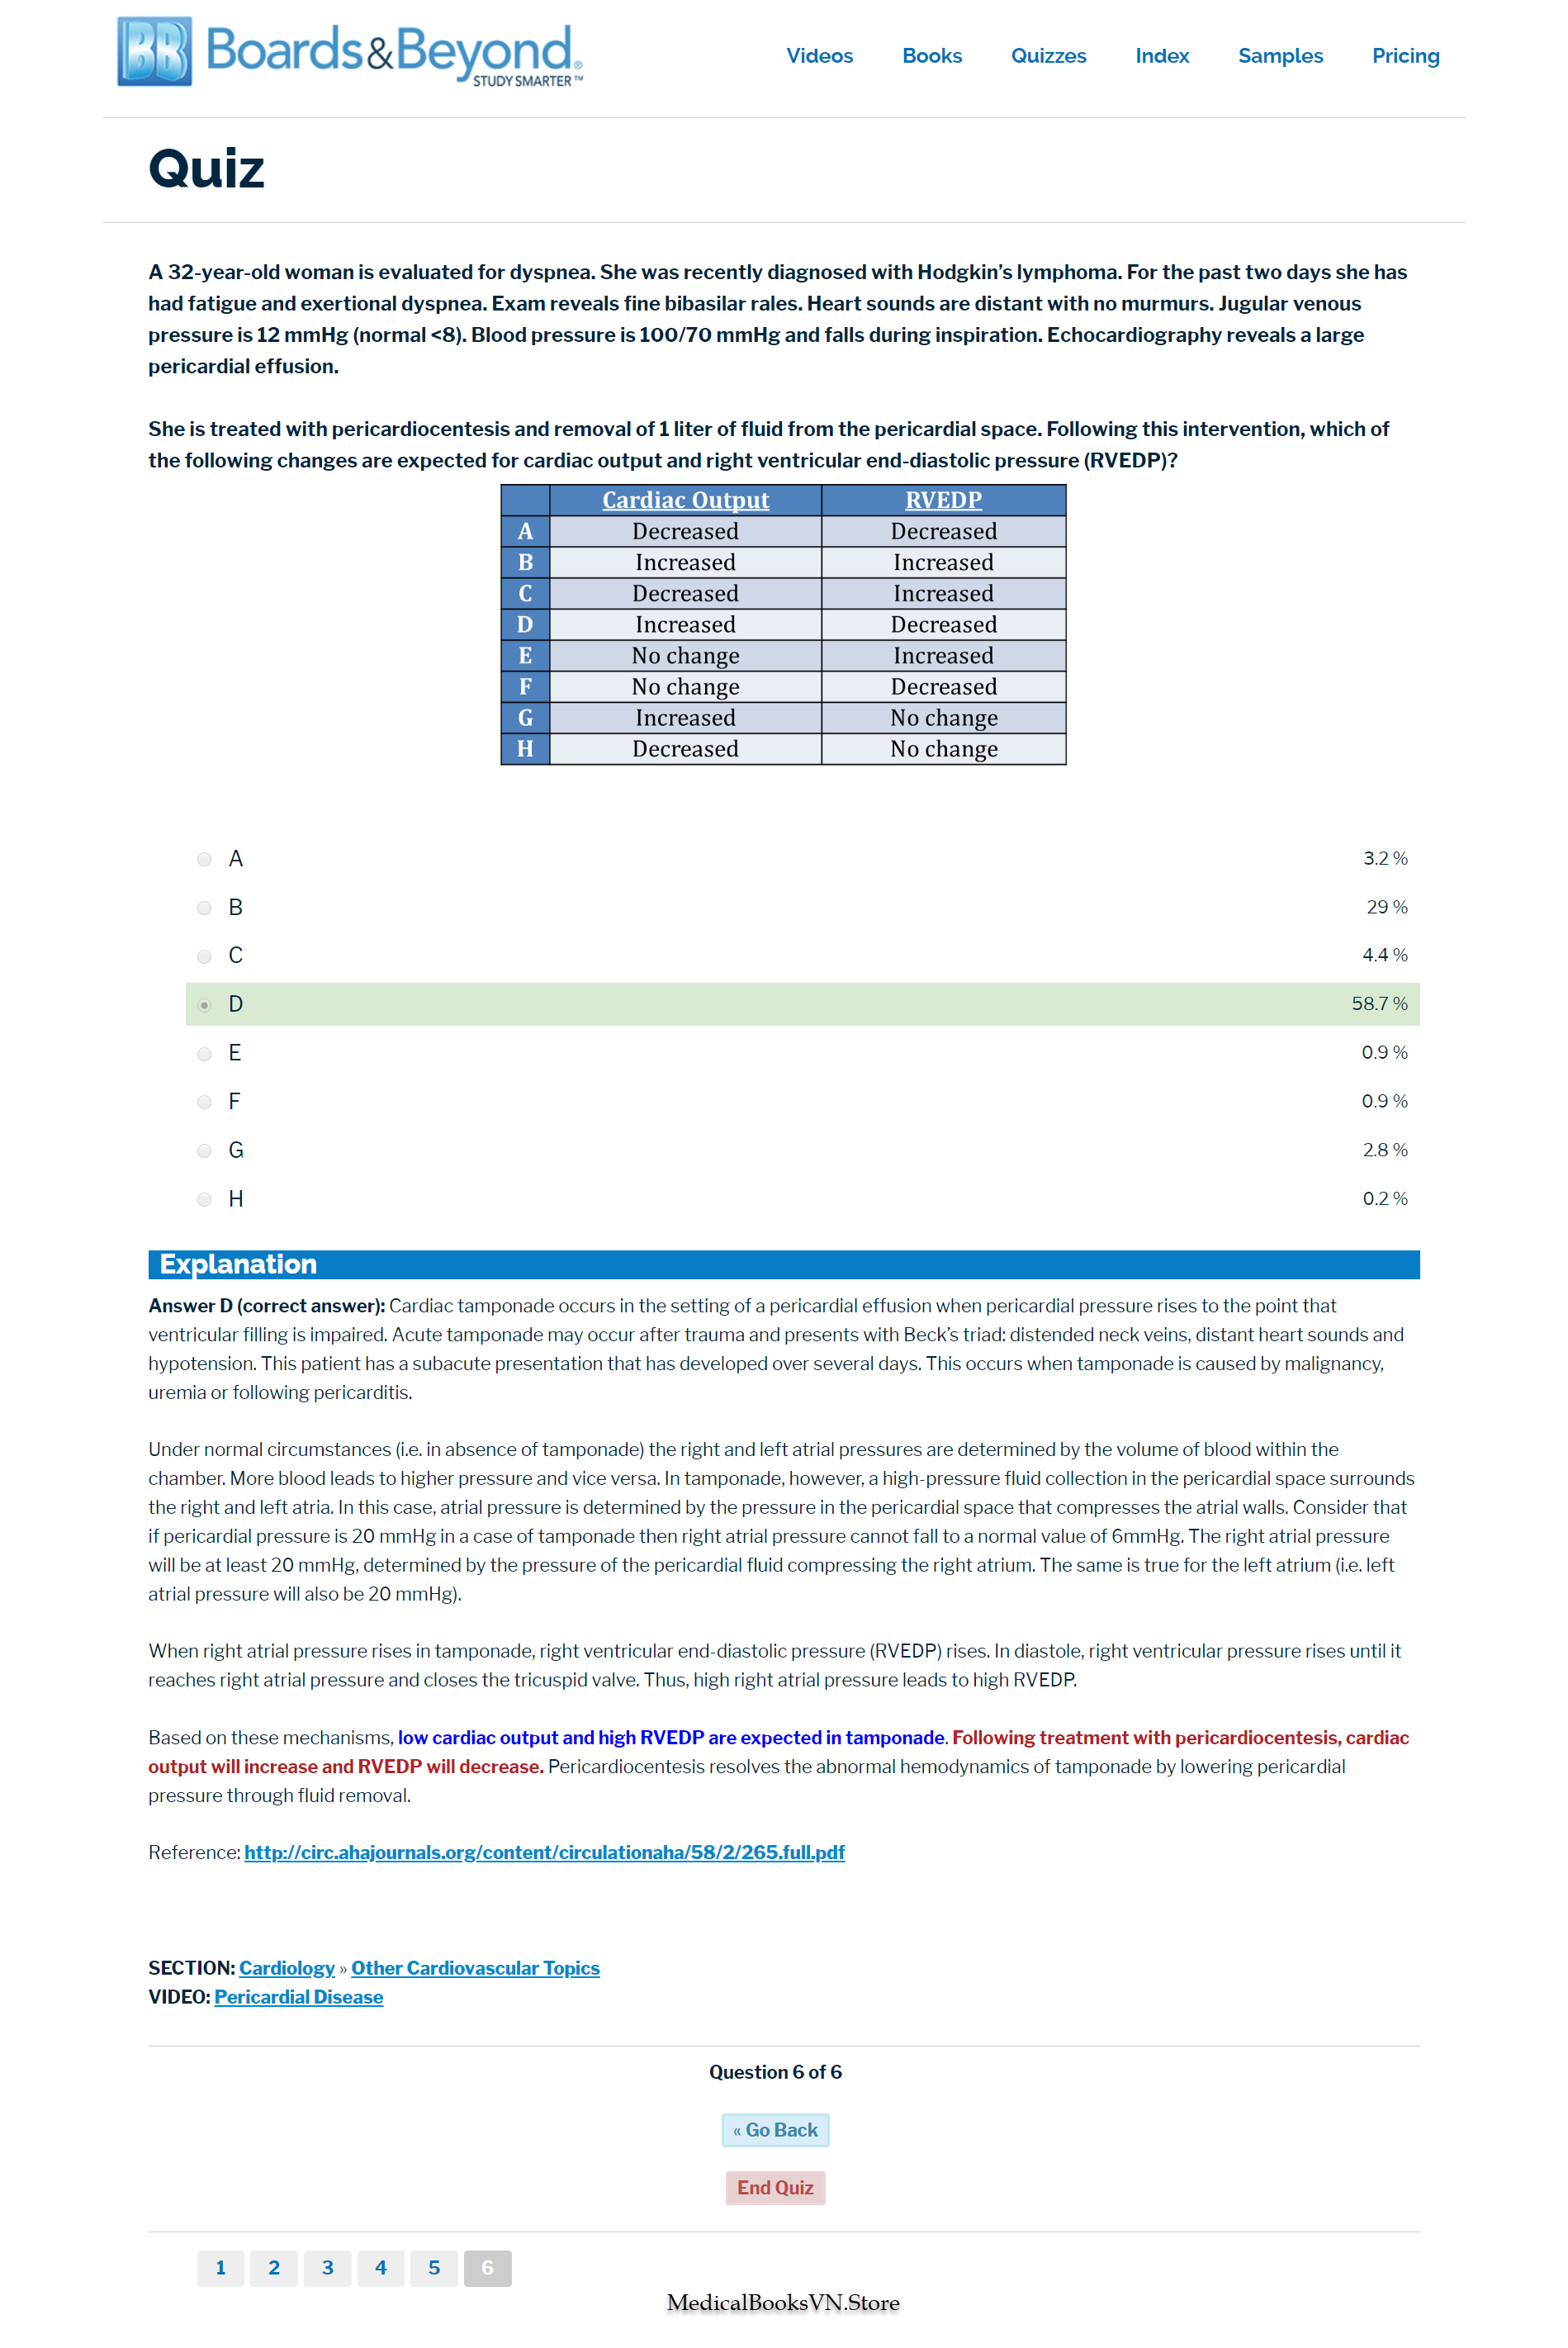 BB Boards&Beyond®
STUDY SMARTER™
Videos Books Quizzes Index Samples Pricing
Quiz
A 32-year-old woman is evaluated for dyspnea. She was recently diagnosed with Hodgkin's lymphoma. For the past two days she has
had fatigue and exertional dyspnea. Exam reveals fine bibasilar rales. Heart sounds are distant with no murmurs. Jugular venous
pressure is 12 mmHg (normal <8). Blood pressure is 100/70 mmHg and falls during inspiration. Echocardiography reveals a large
pericardial effusion.
She is treated with pericardiocentesis and removal of 1 liter of fluid from the pericardial space. Following this intervention, which of
the following changes are expected for cardiac output and right ventricular end-diastolic pressure (RVEDP)?
Cardiac Output RVEDP
A Decreased Decreased
B Increased Increased
C Decreased Increased
D Increased Decreased
E No change Increased
F No change Decreased
G Increased No change
H Decreased No change
A 3.2 %
B 29 %
C 4.4 %
D 58.7 %
E 0.9 %
F 0.9 %
G 2.8 %
H 0.2 %
Explanation
Answer D (correct answer): Cardiac tamponade occurs in the setting of a pericardial effusion when pericardial pressure rises to the point that
ventricular filling is impaired. Acute tamponade may occur after trauma and presents with Beck's triad: distended neck veins, distant heart sounds and
hypotension. This patient has a subacute presentation that has developed over several days. This occurs when tamponade is caused by malignancy,
uremia or following pericarditis.
Under normal circumstances (i.e. in absence of tamponade) the right and left atrial pressures are determined by the volume of blood within the
chamber. More blood leads to higher pressure and vice versa. In tamponade, however, a high-pressure fluid collection in the pericardial space surrounds
the right and left atria. In this case, atrial pressure is determined by the pressure in the pericardial space that compresses the atrial walls. Consider that
if pericardial pressure is 20 mmHg in a case of tamponade then right atrial pressure cannot fall to a normal value of 6mmHg. The right atrial pressure
will be at least 20 mmHg, determined by the pressure of the pericardial fluid compressing the right atrium. The same is true for the left atrium (i.e. left
atrial pressure will also be 20 mmHg).
When right atrial pressure rises in tamponade, right ventricular end-diastolic pressure (RVEDP) rises. In diastole, right ventricular pressure rises until it
reaches right atrial pressure and closes the tricuspid valve. Thus, high right atrial pressure leads to high RVEDP.
Based on these mechanisms, low cardiac output and high RVEDP are expected in tamponade. Following treatment with pericardiocentesis, cardiac
output will increase and RVEDP will decrease. Pericardiocentesis resolves the abnormal hemodynamics of tamponade by lowering pericardial
pressure through fluid removal.
Reference: http://circ.ahajournals.org/content/circulationaha/58/2/265.full.pdf
SECTION: Cardiology » Other Cardiovascular Topics
VIDEO: Pericardial Disease
Question 6 of 6
« Go Back
End Quiz
1 2 3 4 5 6
MedicalBooksVN.Store